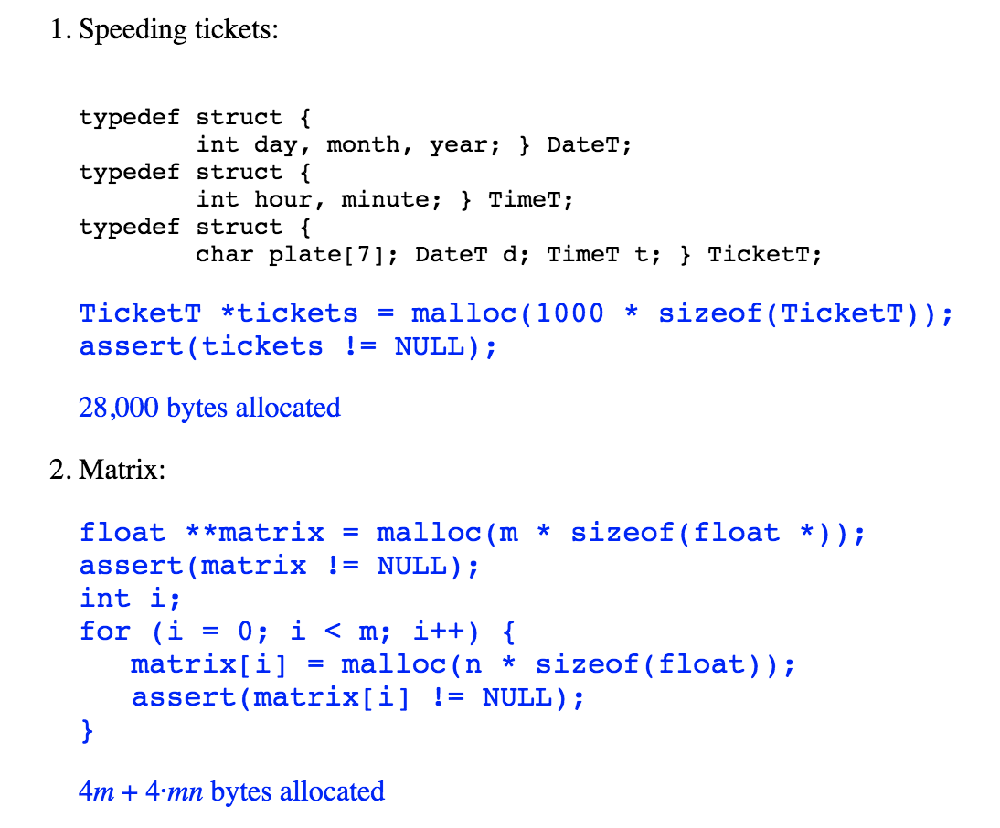 1. Speeding tickets:
typedef struct {
        int day, month, year; } DateT;
typedef struct {
        int hour, minute; } TimeT;
typedef struct {
        char plate[7]; DateT d; TimeT t; } TicketT;
TicketT *tickets = malloc(1000 * sizeof(TicketT));
assert(tickets != NULL);
28,000 bytes allocated
2. Matrix:
float **matrix = malloc(m * sizeof(float *));
assert(matrix != NULL);
int i;
for (i = 0; i < m; i++) {
   matrix[i] = malloc(n * sizeof(float));
   assert(matrix[i] != NULL);
}
4m + 4·mn bytes allocated